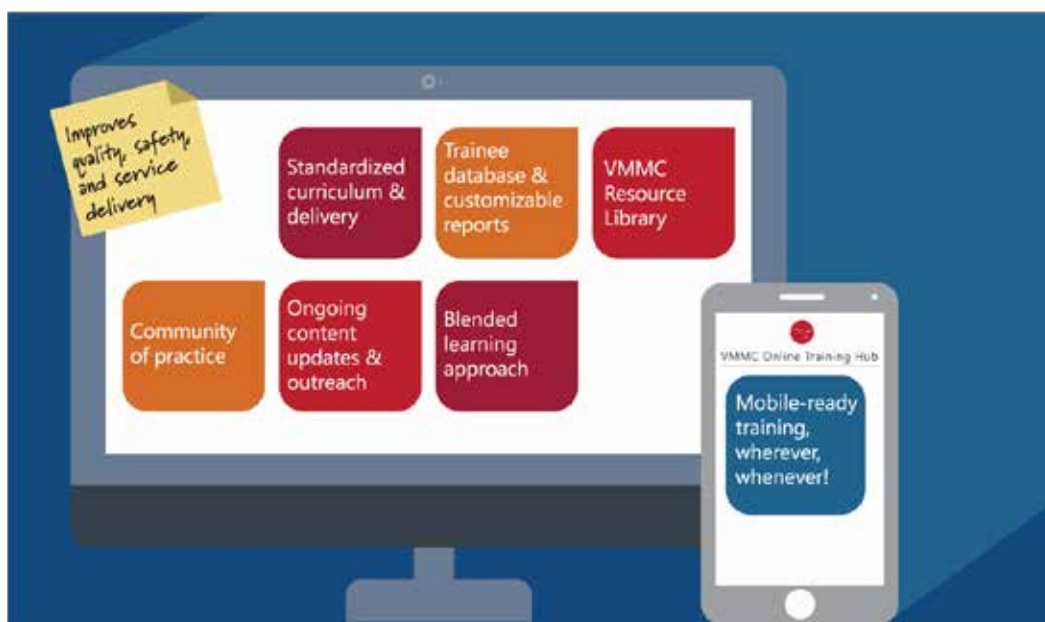 Improves
quality, safety,
and service
delivery
Standardized
curriculum &
delivery
Trainee
database &
customizable
reports
VMMC
Resource
Library
Community
of practice
Ongoing
content
updates &
outreach
Blended
learning
approach
VMMC Online Training Hub
Mobile-ready
training,
wherever,
whenever!